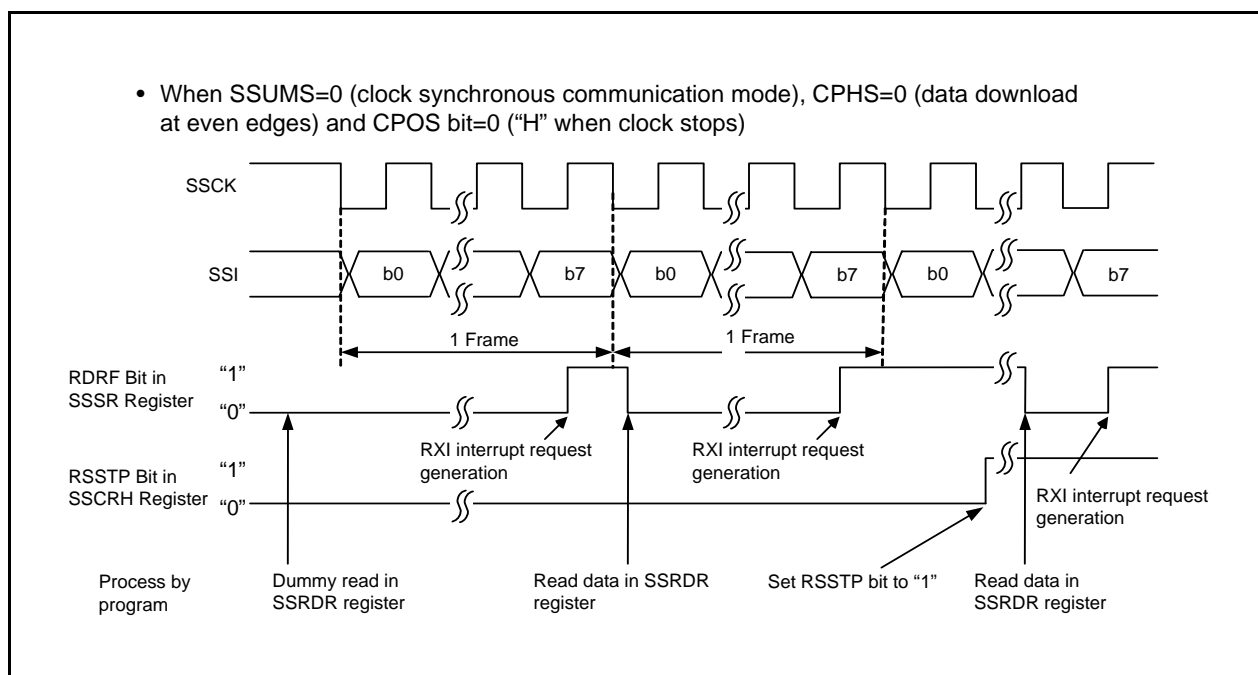 • When SSUMS=0 (clock synchronous communication mode), CPHS=0 (data download
at even edges) and CPOS bit=0 (“H” when clock stops)
SSCK
SSI
b0
b7
b0
b7
b0
b7
1 Frame
1 Frame
RDRF Bit in
SSSR Register
“1”
“0”
RXI interrupt request
generation
RXI interrupt request
generation
RSSTP Bit in
SSCRH Register
“1”
“0”
RXI interrupt request
generation
Process by
program
Dummy read in
SSRDR register
Read data in SSRDR
register
Set RSSTP bit to “1”
Read data in
SSRDR register